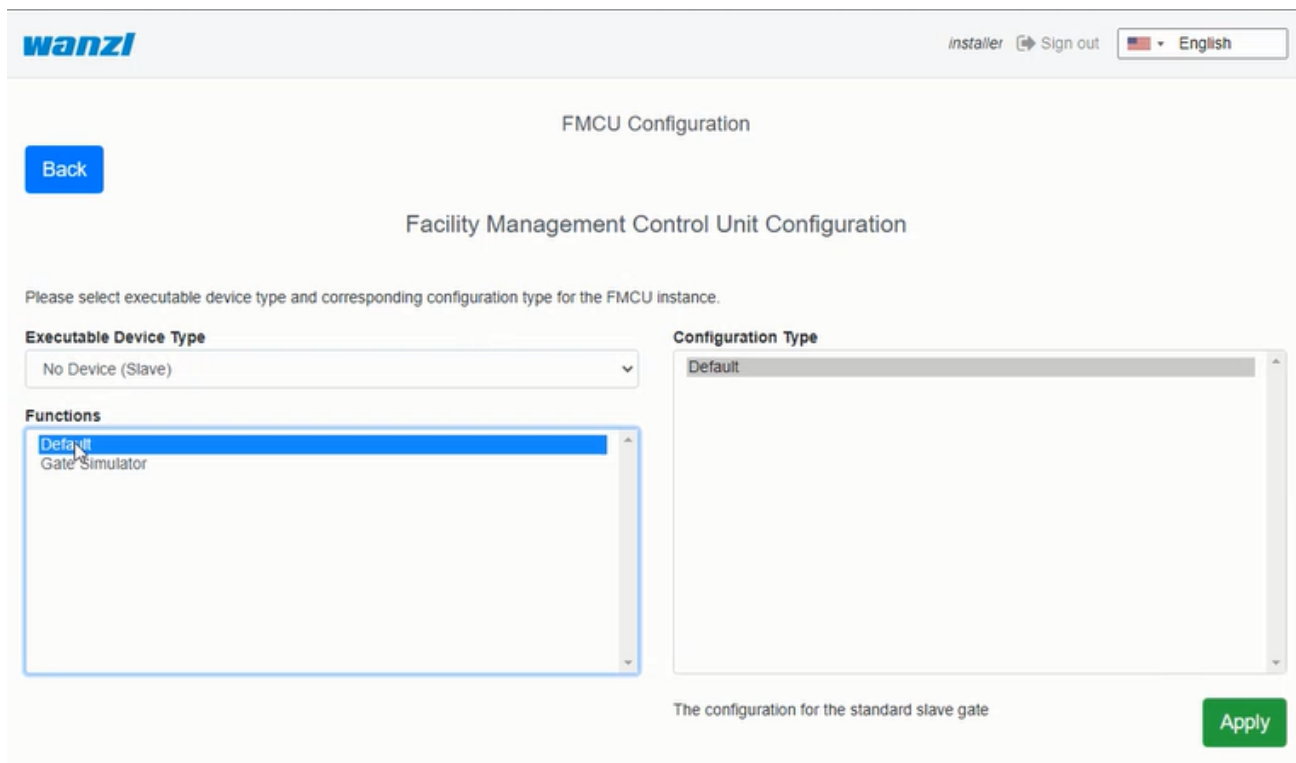 wanzl
installer Sign out English
FMCU Configuration
Back
Facility Management Control Unit Configuration
Please select executable device type and corresponding configuration type for the FMCU instance.
Executable Device Type
No Device (Slave)
Functions
Default
Gate Simulator
Configuration Type
Default
The configuration for the standard slave gate
Apply